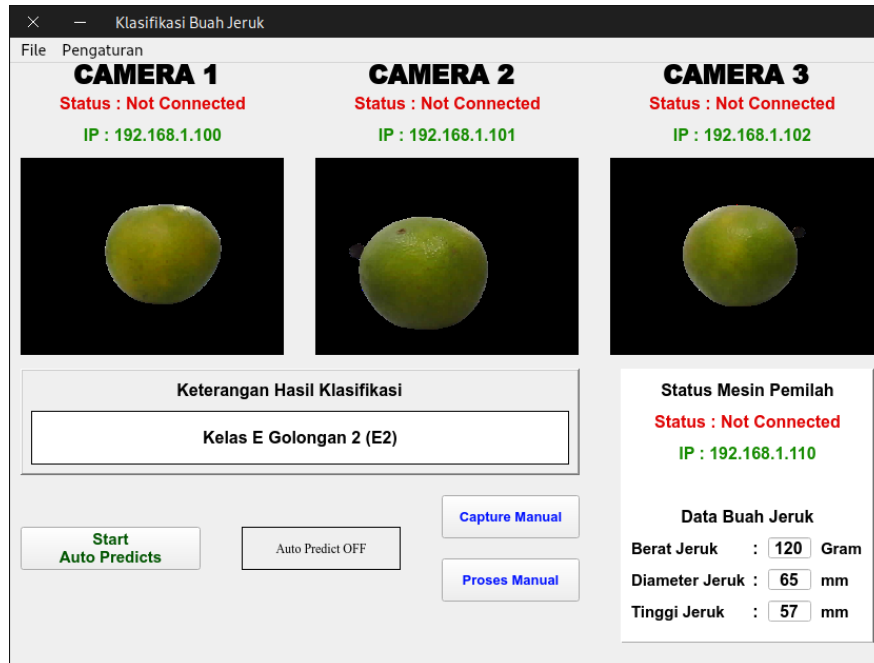 Klasifikasi Buah Jeruk
File Pengaturan
CAMERA 1
Status : Not Connected
IP : 192.168.1.100
CAMERA 2
Status : Not Connected
IP : 192.168.1.101
CAMERA 3
Status : Not Connected
IP : 192.168.1.102
Keterangan Hasil Klasifikasi
Kelas E Golongan 2 (E2)
Start
Auto Predicts
Auto Predict OFF
Capture Manual
Proses Manual
Status Mesin Pemilah
Status : Not Connected
IP : 192.168.1.110
Data Buah Jeruk
Berat Jeruk : 120 Gram
Diameter Jeruk : 65 mm
Tinggi Jeruk : 57 mm